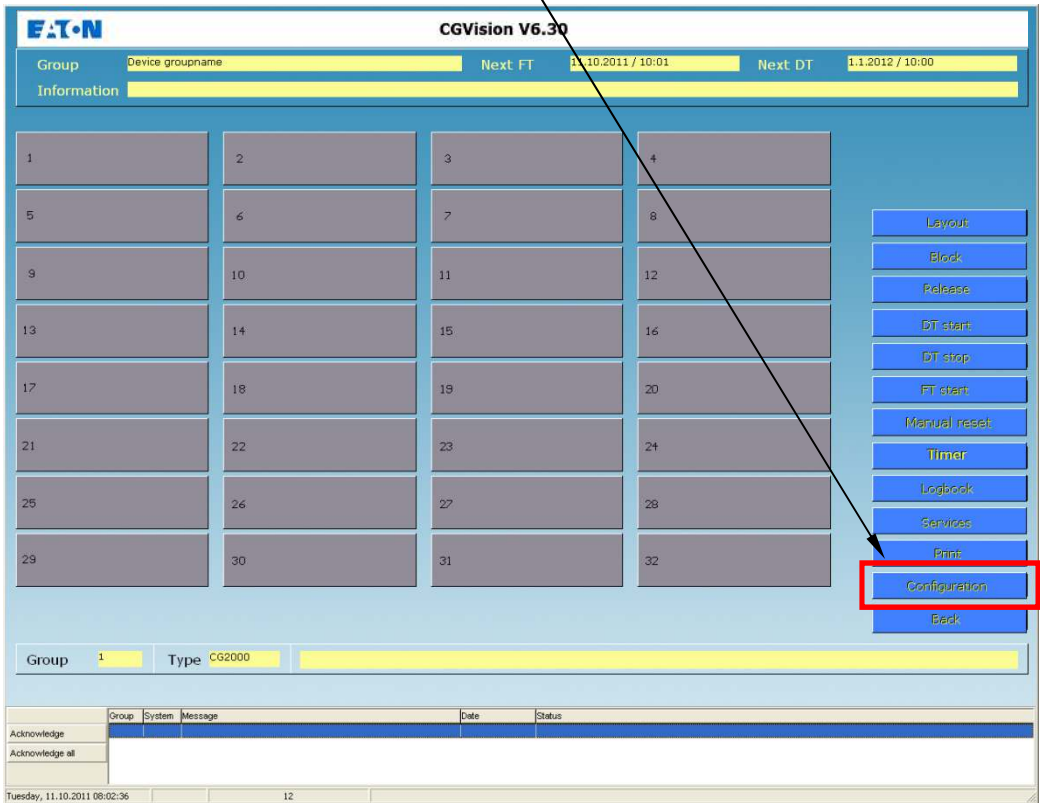 EATON CGVision V6.30
Group Device groupname Next FT 11.10.2011 / 10:01 Next DT 1.1.2012 / 10:00
Information
1 2 3 4
5 6 7 8
Layout
Block
9 10 11 12
Release
13 14 15 16
DT start
DT stop
17 18 19 20
FT start
Manual reset
21 22 23 24
Timer
Logbook
25 26 27 28
Services
Print
29 30 31 32
Configuration
Back
Group 1 Type CG2000
Group System Message Date Status
Acknowledge
Acknowledge all
Tuesday, 11.10.2011 08:02:36 12